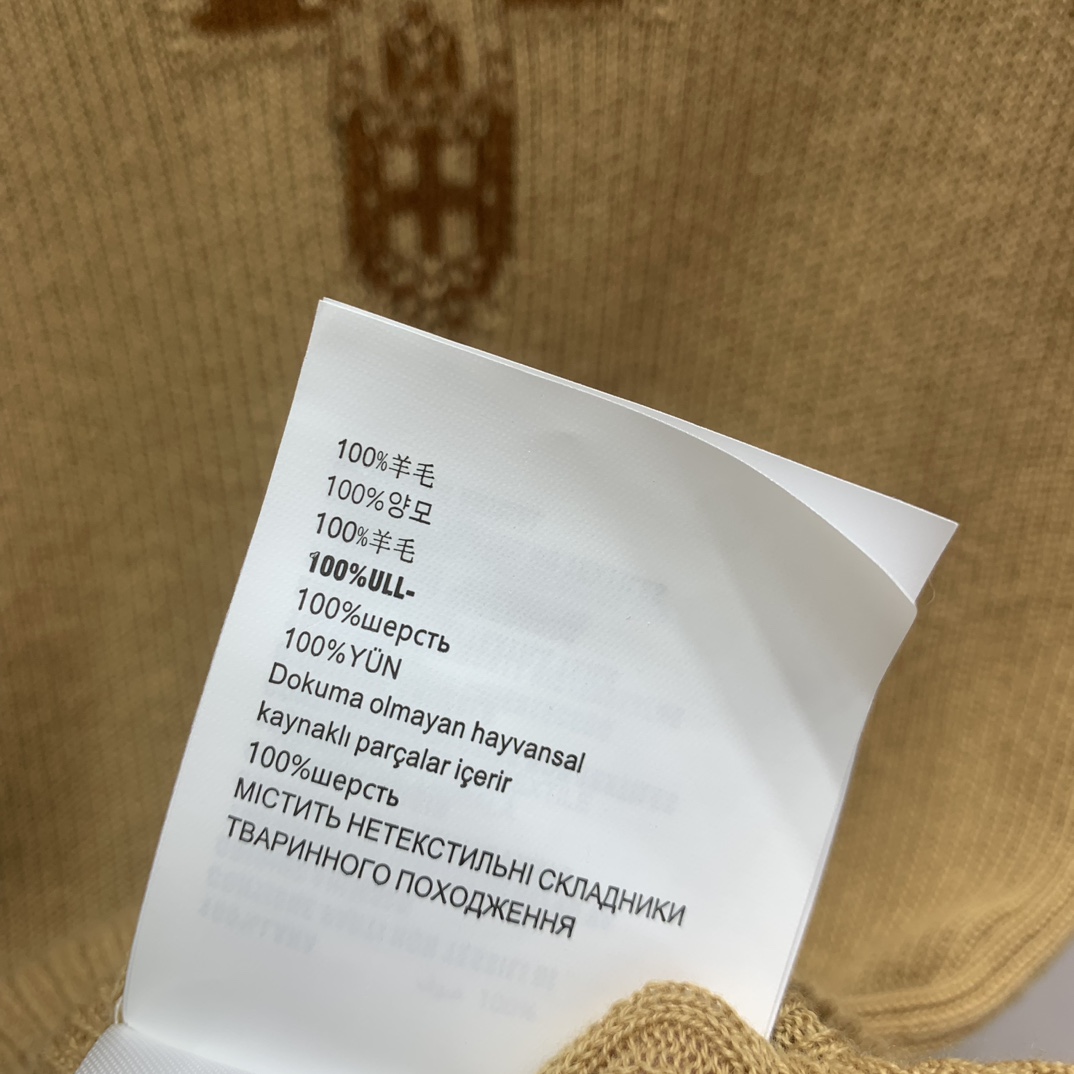 100%羊毛
100%양모
100%羊毛
100%ULL-
100%шерсть
100%YÜN
Dokuma olmayan hayvansal
kaynaklı parçalar içerir
100%шерсть
МІСТИТЬ НЕТЕКСТИЛЬНІ СКЛАДНИКИ
ТВАРИННОГО ПОХОДЖЕННЯ